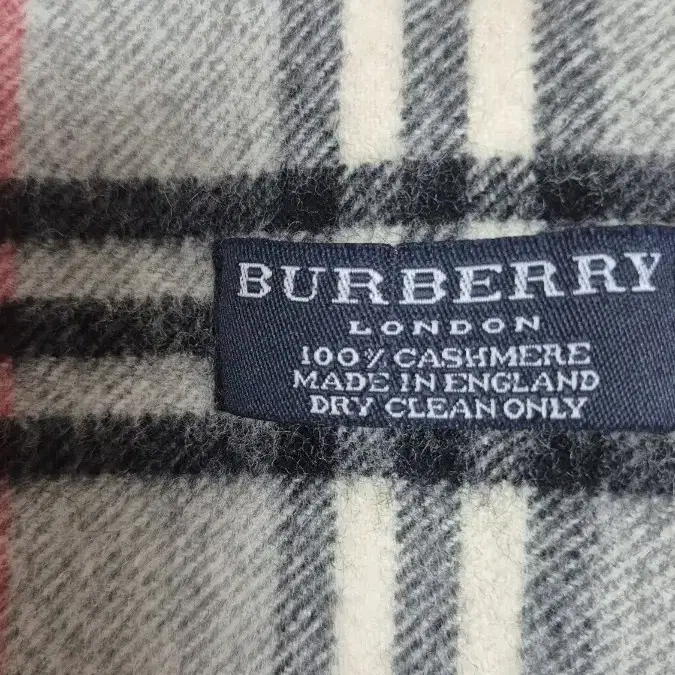 BURBERRY
LONDON
100% CASHMERE
MADE IN ENGLAND
DRY CLEAN ONLY